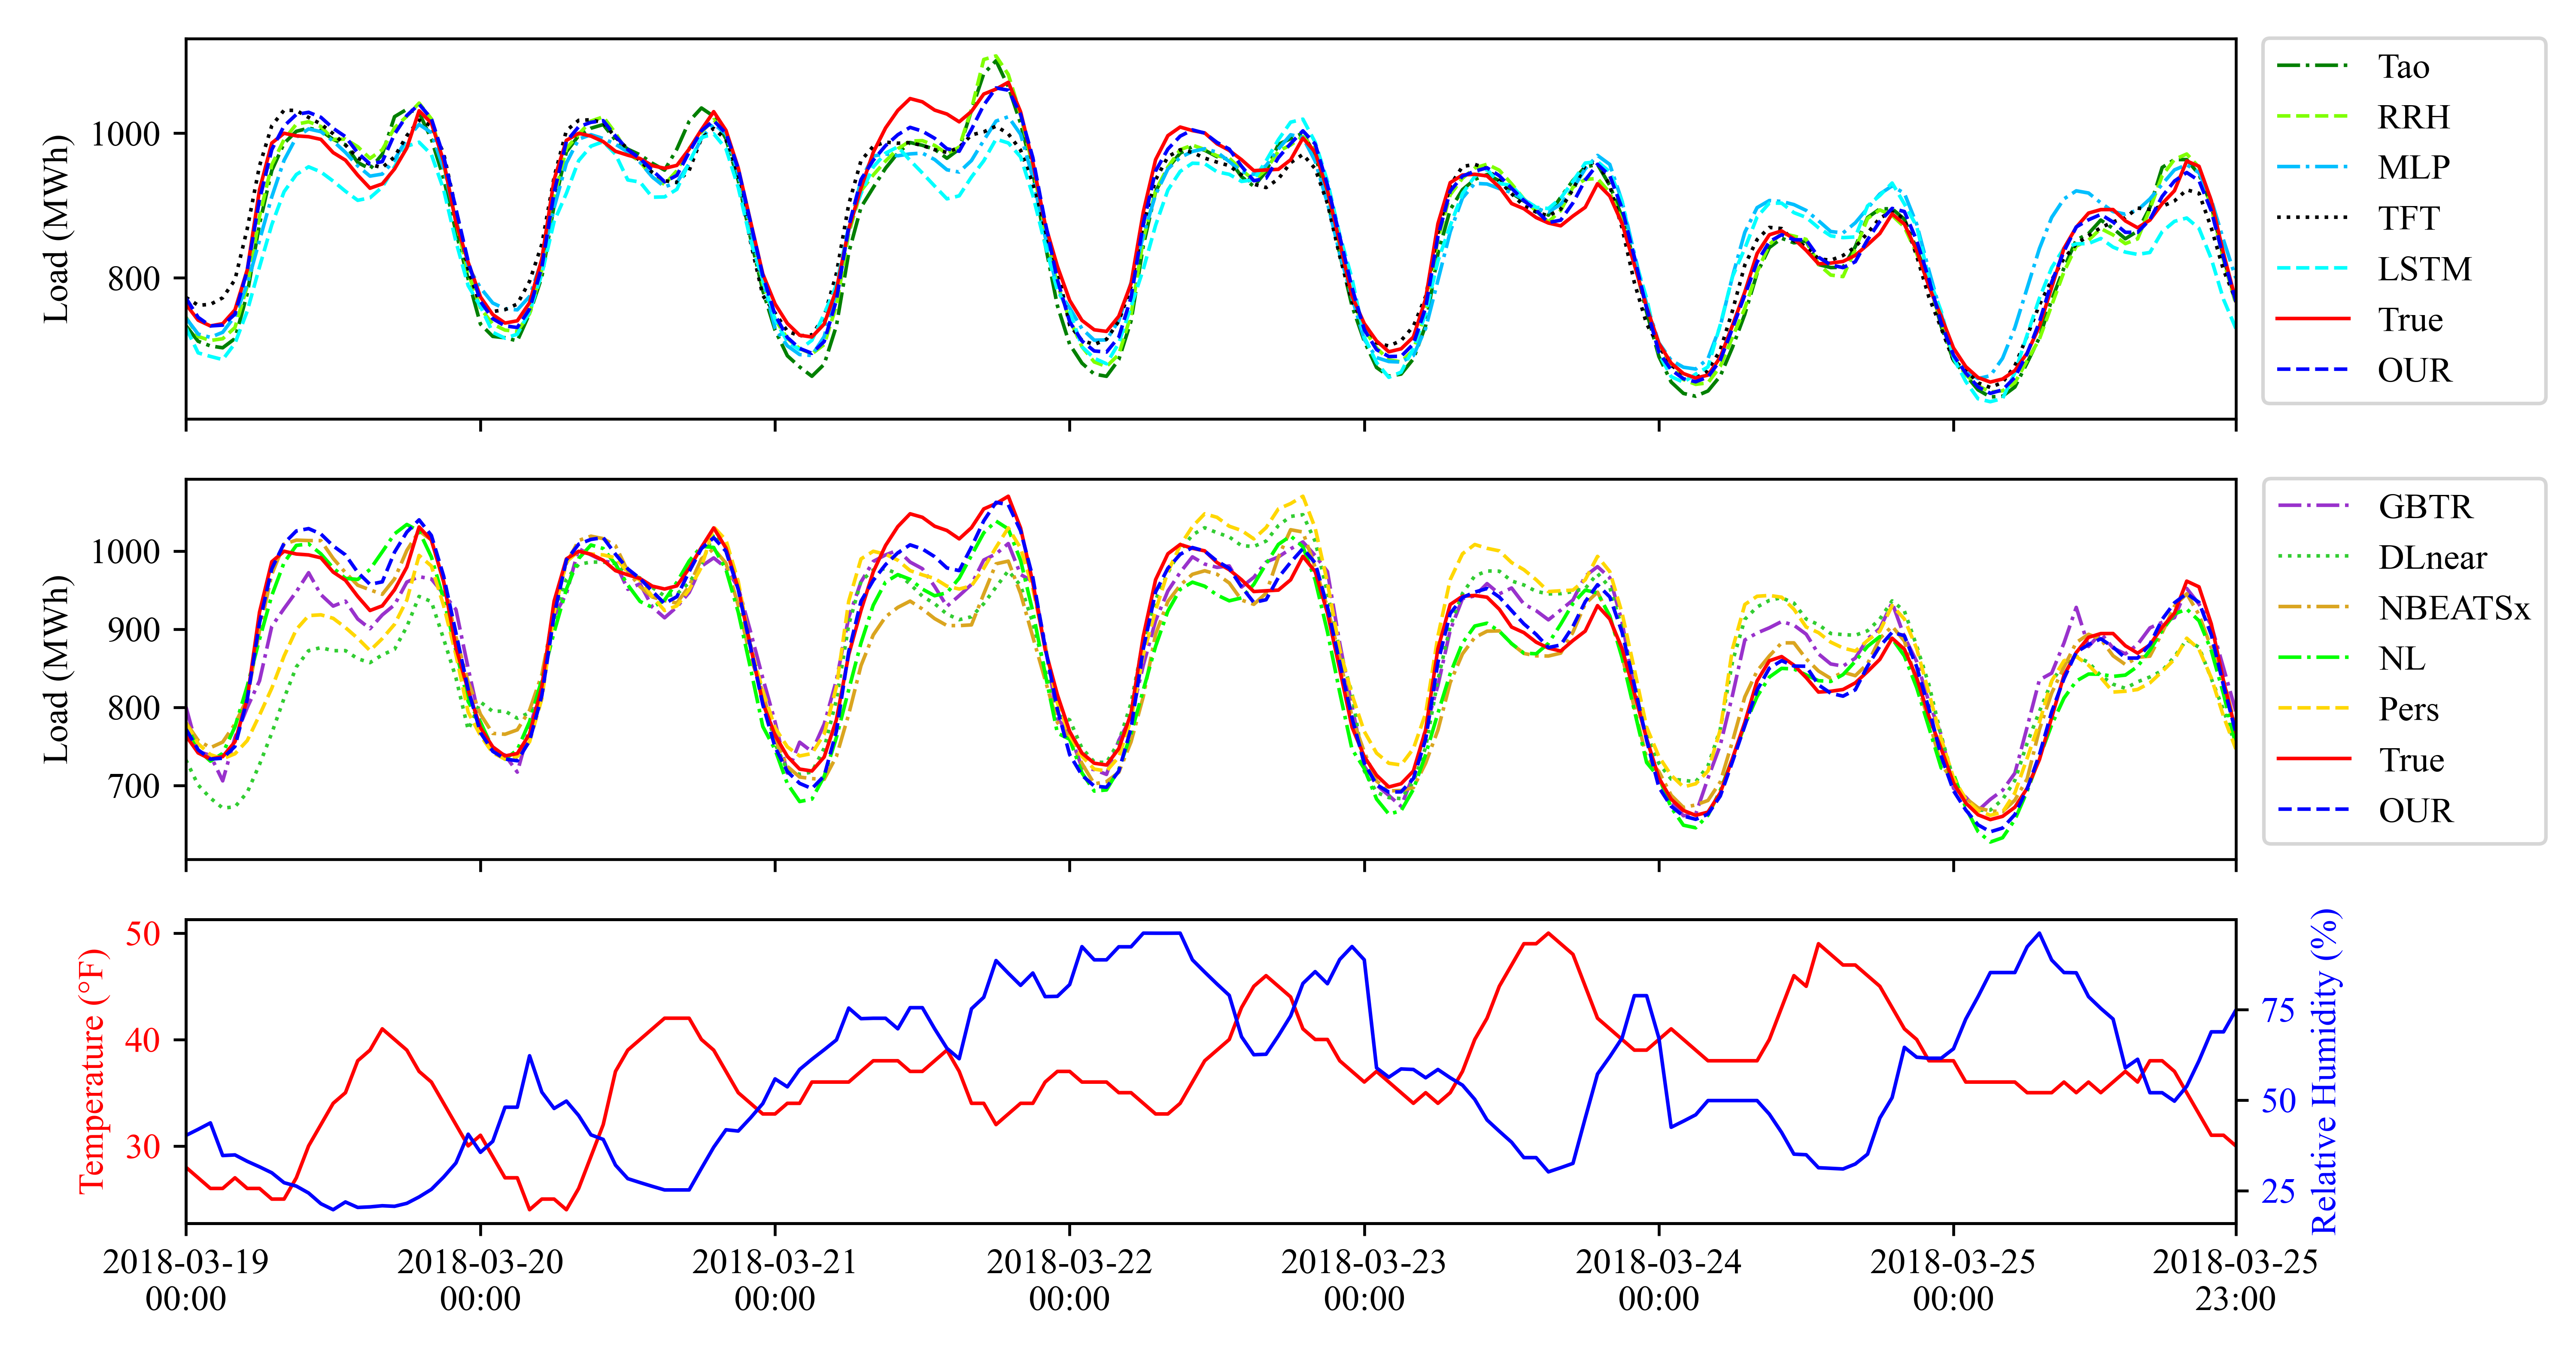 Load (MWh)
1000
800
Tao
RRH
MLP
TFT
LSTM
True
OUR
Load (MWh)
1000
900
800
700
GBTR
DLnear
NBEATSx
NL
Pers
True
OUR
Temperature (°F)
50
40
30
75
50
25
Relative Humidity (%)
2018-03-19 2018-03-20 2018-03-21 2018-03-22 2018-03-23 2018-03-24 2018-03-25 2018-03-25
00:00 00:00 00:00 00:00 00:00 00:00 00:00 23:00